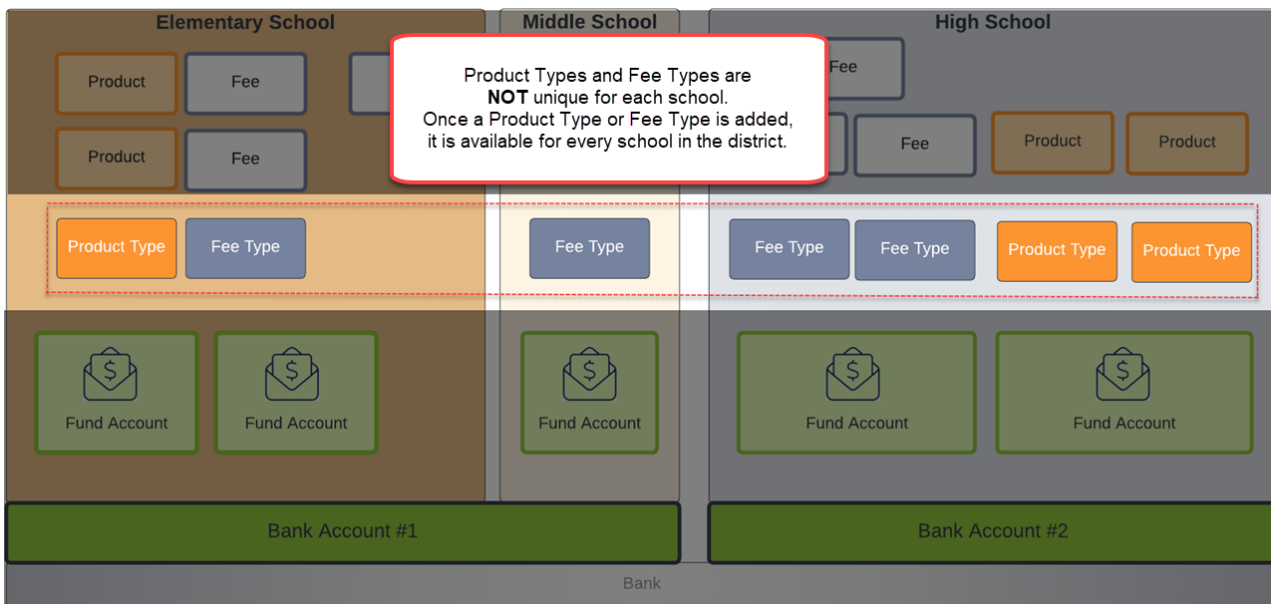 Elementary School
Middle School
High School
Product Types and Fee Types are
NOT unique for each school.
Once a Product Type or Fee Type is added,
it is available for every school in the district.
Product
Fee
Fee
Product
Fee
Fee
Product
Product
Product Type
Fee Type
Fee Type
Fee Type
Fee Type
Product Type
Product Type
Fund Account
Fund Account
Fund Account
Fund Account
Fund Account
Bank Account #1
Bank Account #2
Bank